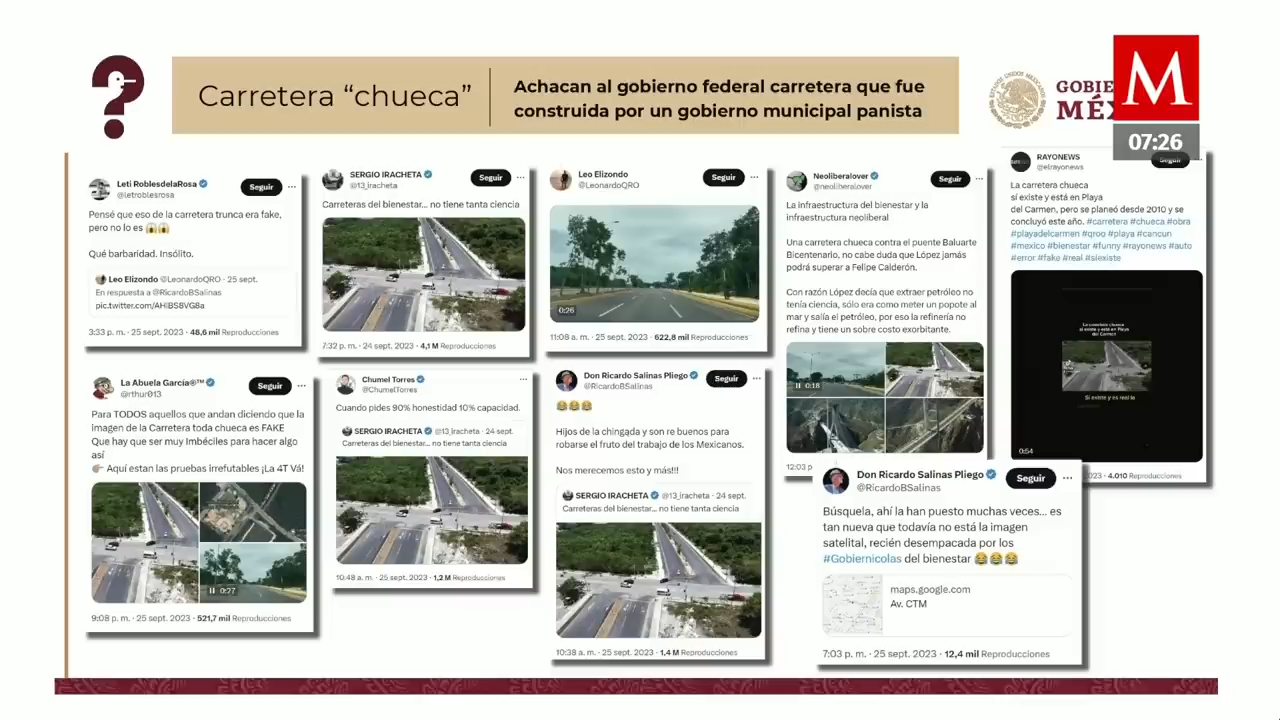 Carretera “chueca”
Achacan al gobierno federal carretera que fue
construida por un gobierno municipal panista
GOBIE
MÉX
M
07:26
Leti RoblesdelaRosa
@letroblesrosa
Seguir
Pensé que eso de la carretera trunca era fake,
pero no lo es 😱😱
Qué barbaridad. Insólito.
Leo Elizondo @LeonardoQRO · 25 sept.
En respuesta a @RicardoBSalinas
pic.twitter.com/AHIBS8VG8a
3:33 p. m. · 25 sept. 2023 · 48,6 mil Reproducciones
SERGIO IRACHETA
@13_iracheta
Seguir
Carreteras del bienestar... no tiene tanta ciencia
7:32 p. m. · 24 sept. 2023 · 4,1 M Reproducciones
Leo Elizondo
@LeonardoQRO
Seguir
0:26
11:08 a. m. · 25 sept. 2023 · 622,8 mil Reproducciones
Neoliberalover
@neoliberalover
Seguir
La infraestructura del bienestar y la
infraestructura neoliberal
Una carretera chueca contra el puente Baluarte
Bicentenario, no cabe duda que López jamás
podrá superar a Felipe Calderón.
Con razón López decía que extraer petróleo no
tenía ciencia, sólo era como meter un popote al
mar y salía el petróleo, por eso la refinería no
refina y tiene un sobre costo exorbitante.
0:18
12:03 p
RAYONEWS
@elrayonews
Seguir
La carretera chueca
sí existe y está en Playa
del Carmen, pero se planeó desde 2010 y se
concluyó este año. #carretera #chueca #obra
#playadelcarmen #qroo #playa #cancun
#mexico #bienestar #funny #rayonews #auto
#error #fake #real #siexiste
La carretera chueca
sí existe y está en Playa
del Carmen
Si existe y es real la
0:54
023 · 4.010 Reproducciones
La Abuela García®™
@rthur013
Seguir
Para TODOS aquellos que andan diciendo que la
imagen de la Carretera toda chueca es FAKE
Que hay que ser muy Imbéciles para hacer algo
así
👉🏼 Aquí estan las pruebas irrefutables ¡La 4T Vá!
0:27
9:08 p. m. · 25 sept. 2023 · 521,7 mil Reproducciones
Chumel Torres
@ChumelTorres
Cuando pides 90% honestidad 10% capacidad.
SERGIO IRACHETA @13_iracheta · 24 sept.
Carreteras del bienestar... no tiene tanta ciencia
10:48 a. m. · 25 sept. 2023 · 1,2 M Reproducciones
Don Ricardo Salinas Pliego
@RicardoBSalinas
Seguir
😂😂😂
Hijos de la chingada y son re buenos para
robarse el fruto del trabajo de los Mexicanos.
Nos merecemos esto y más!!!
SERGIO IRACHETA @13_iracheta · 24 sept.
Carreteras del bienestar... no tiene tanta ciencia
10:38 a. m. · 25 sept. 2023 · 1,4 M Reproducciones
Don Ricardo Salinas Pliego
@RicardoBSalinas
Seguir
Búsquela, ahí la han puesto muchas veces... es
tan nueva que todavía no está la imagen
satelital, recién desempacada por los
#Gobiernicolas del bienestar 😂😂😂
maps.google.com
Av. CTM
7:03 p. m. · 25 sept. 2023 · 12,4 mil Reproducciones